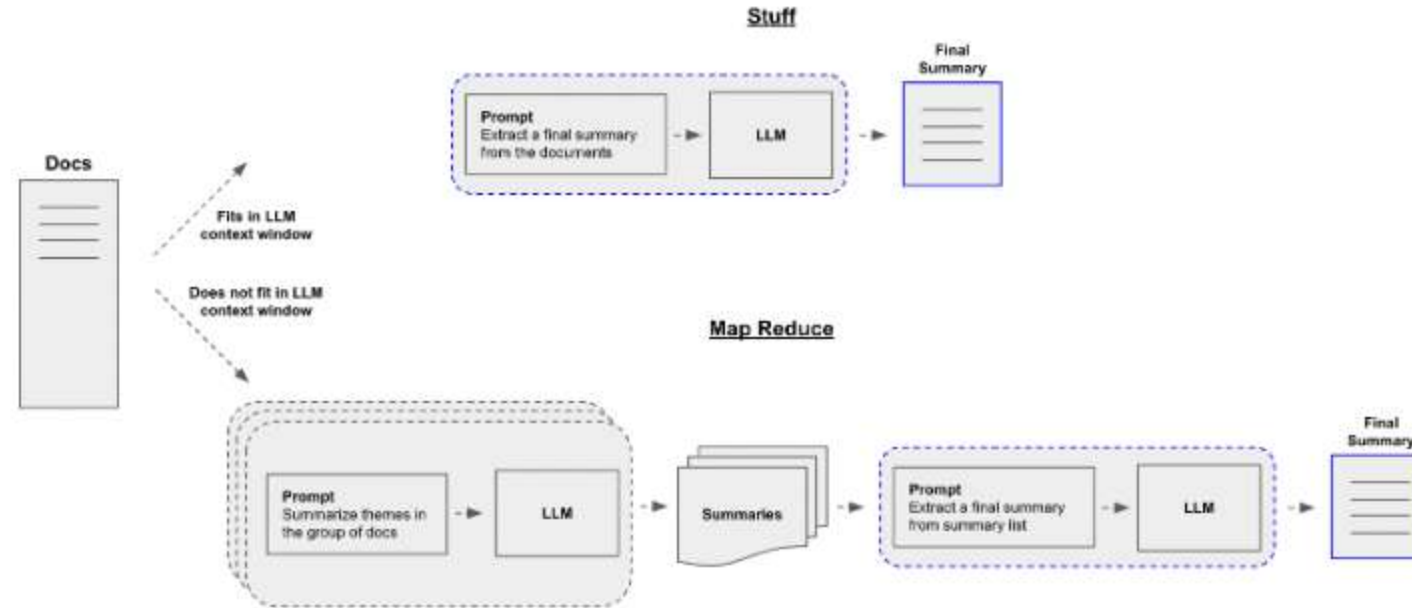 Stuff
Final
Summary
Prompt
Extract a final summary
from the documents
LLM
Docs
Fits in LLM
context window
Does not fit in LLM
context window
Map Reduce
Final
Summary
Prompt
Summarize themes in
the group of docs
LLM
Summaries
Prompt
Extract a final summary
from summary list
LLM